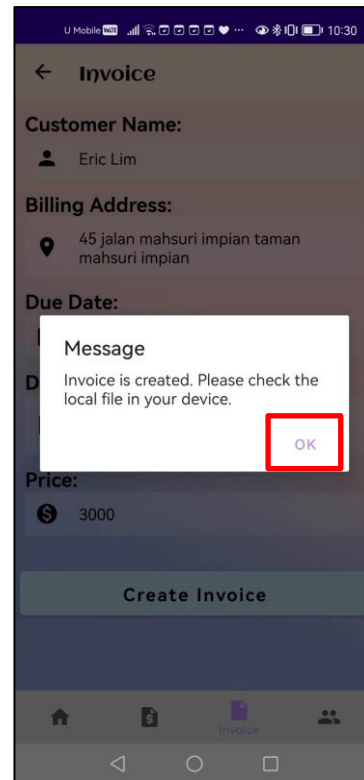 U Mobile VoLTE 10:30
Invoice
Customer Name:
Eric Lim
Billing Address:
45 jalan mahsuri impian taman
mahsuri impian
Due Date:
Message
Invoice is created. Please check the
local file in your device.
D
OK
Price:
3000
Create Invoice
Invoice